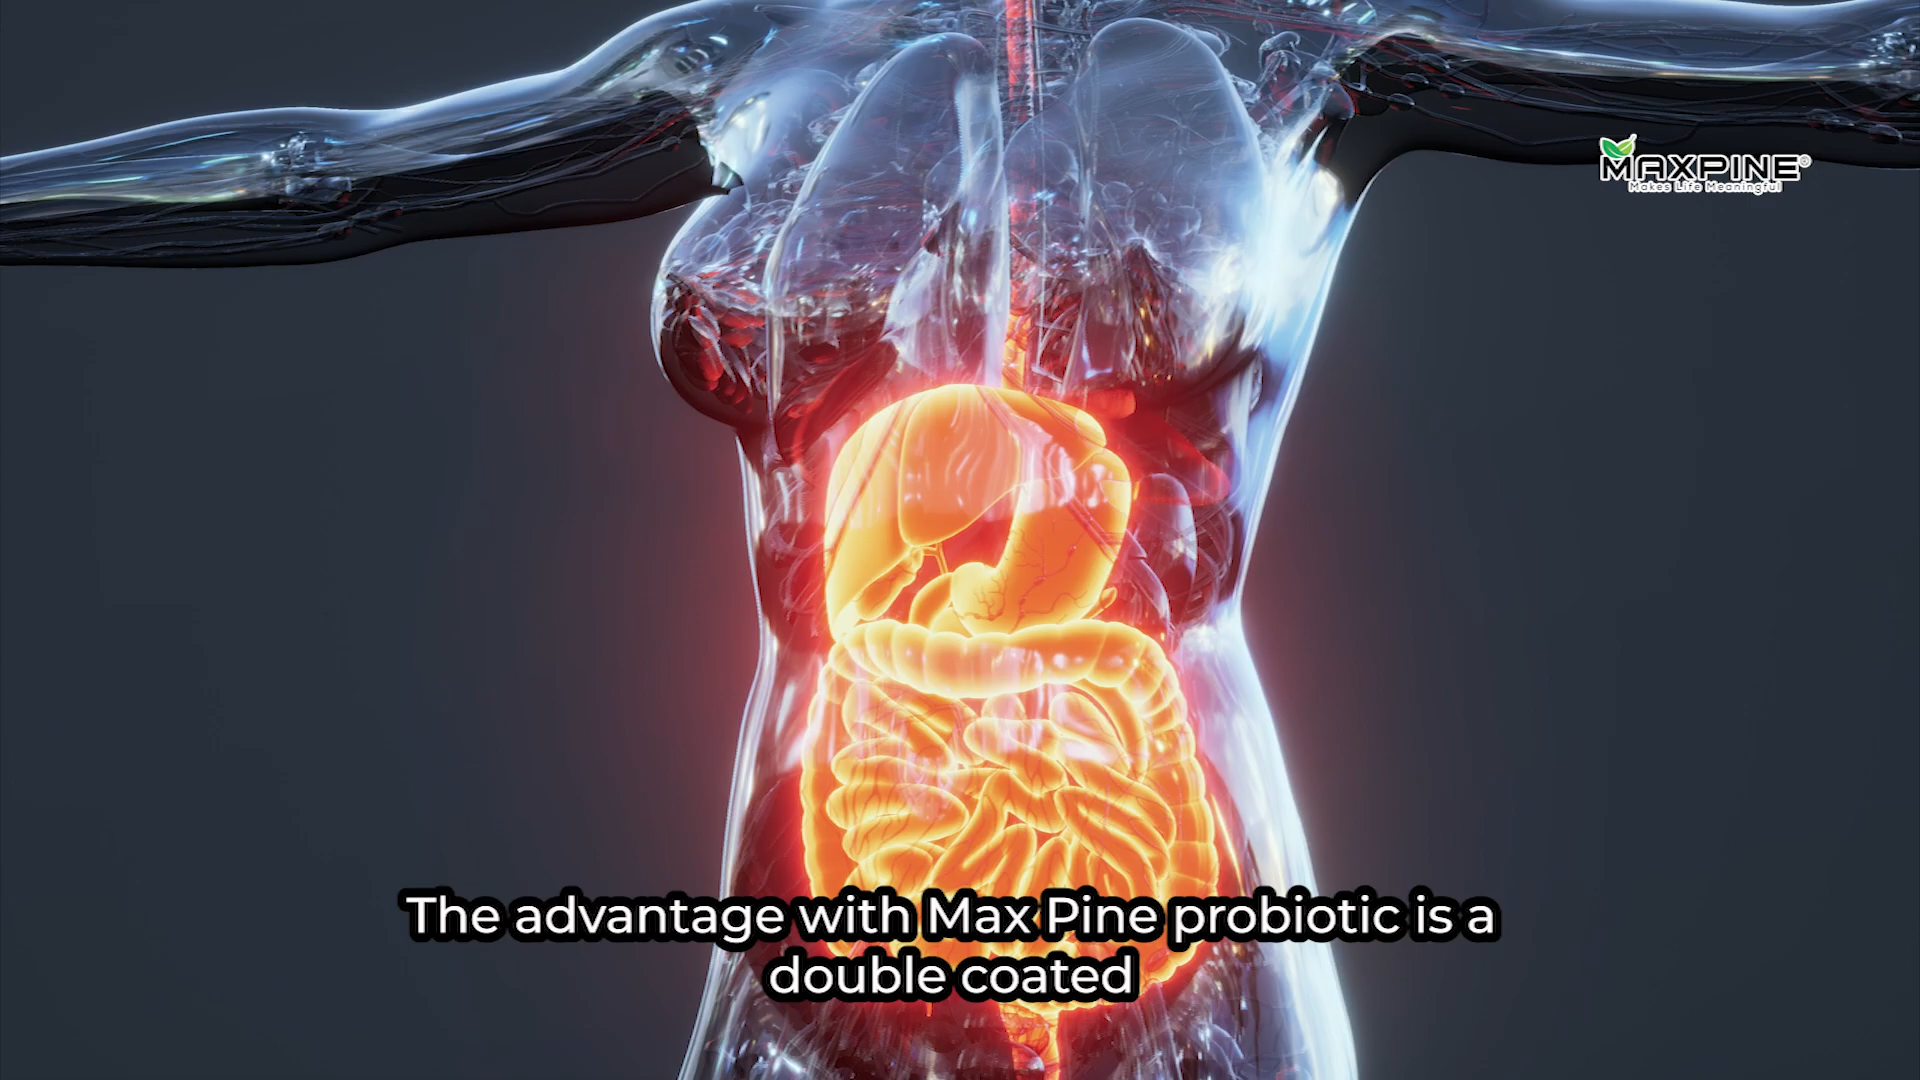 MAXPINE®
Makes Life Meaningful
The advantage with Max Pine probiotic is a
double coated